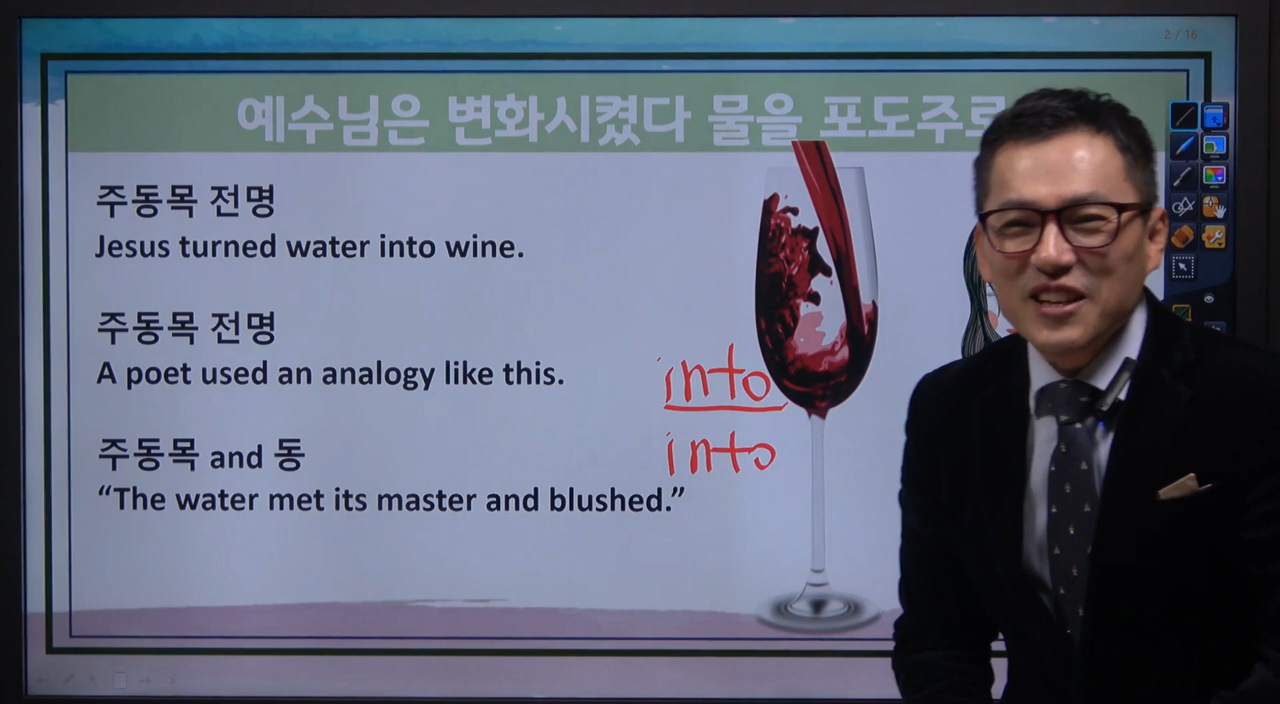 2 / 16
예수님은 변화시켰다 물을 포도주로
주동목 전명
Jesus turned water into wine.
주동목 전명
A poet used an analogy like this.
into
into
주동목 and 동
“The water met its master and blushed.”